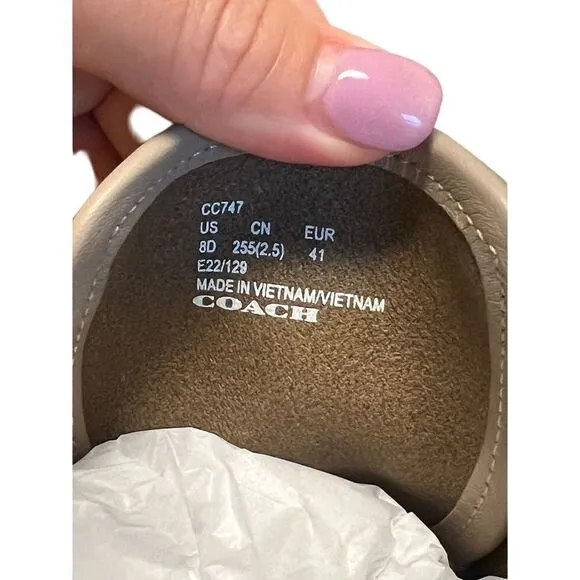 CC747
US CN EUR
8D 255(2.5) 41
E22/129
MADE IN VIETNAM/VIETNAM
COACH